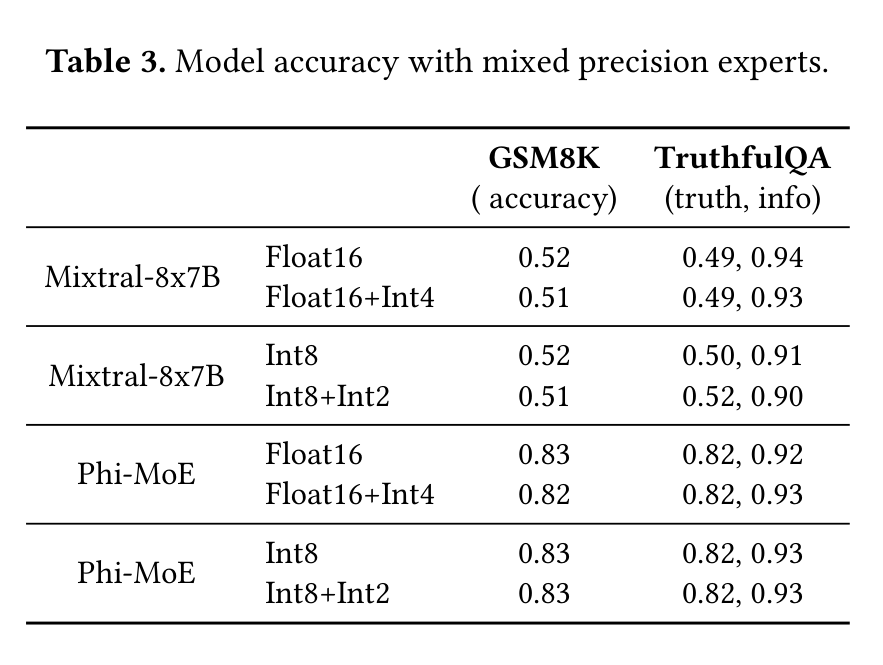 Table 3. Model accuracy with mixed precision experts.
GSM8K TruthfulQA
( accuracy) (truth, info)
Mixtral-8x7B
Float16 0.52 0.49, 0.94
Float16+Int4 0.51 0.49, 0.93
Mixtral-8x7B
Int8 0.52 0.50, 0.91
Int8+Int2 0.51 0.52, 0.90
Phi-MoE
Float16 0.83 0.82, 0.92
Float16+Int4 0.82 0.82, 0.93
Phi-MoE
Int8 0.83 0.82, 0.93
Int8+Int2 0.83 0.82, 0.93